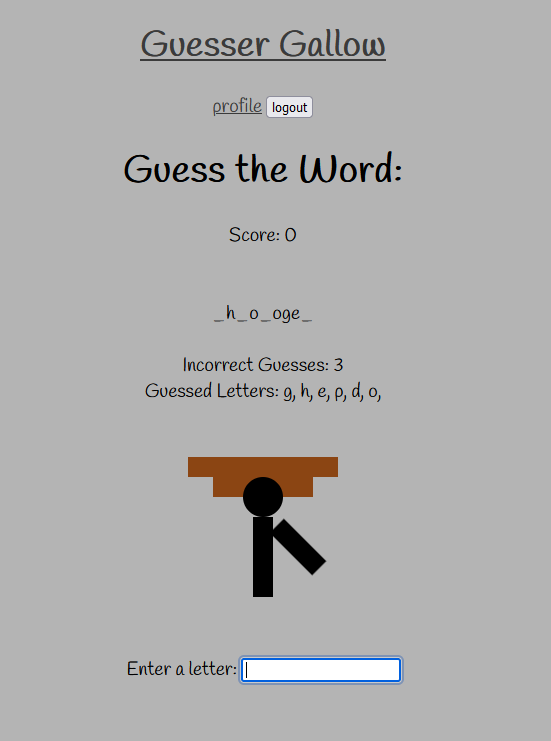 Guesser Gallow
profile logout
Guess the Word:
Score: 0
_h_o_oge_
Incorrect Guesses: 3
Guessed Letters: g, h, e, p, d, o,
Enter a letter: